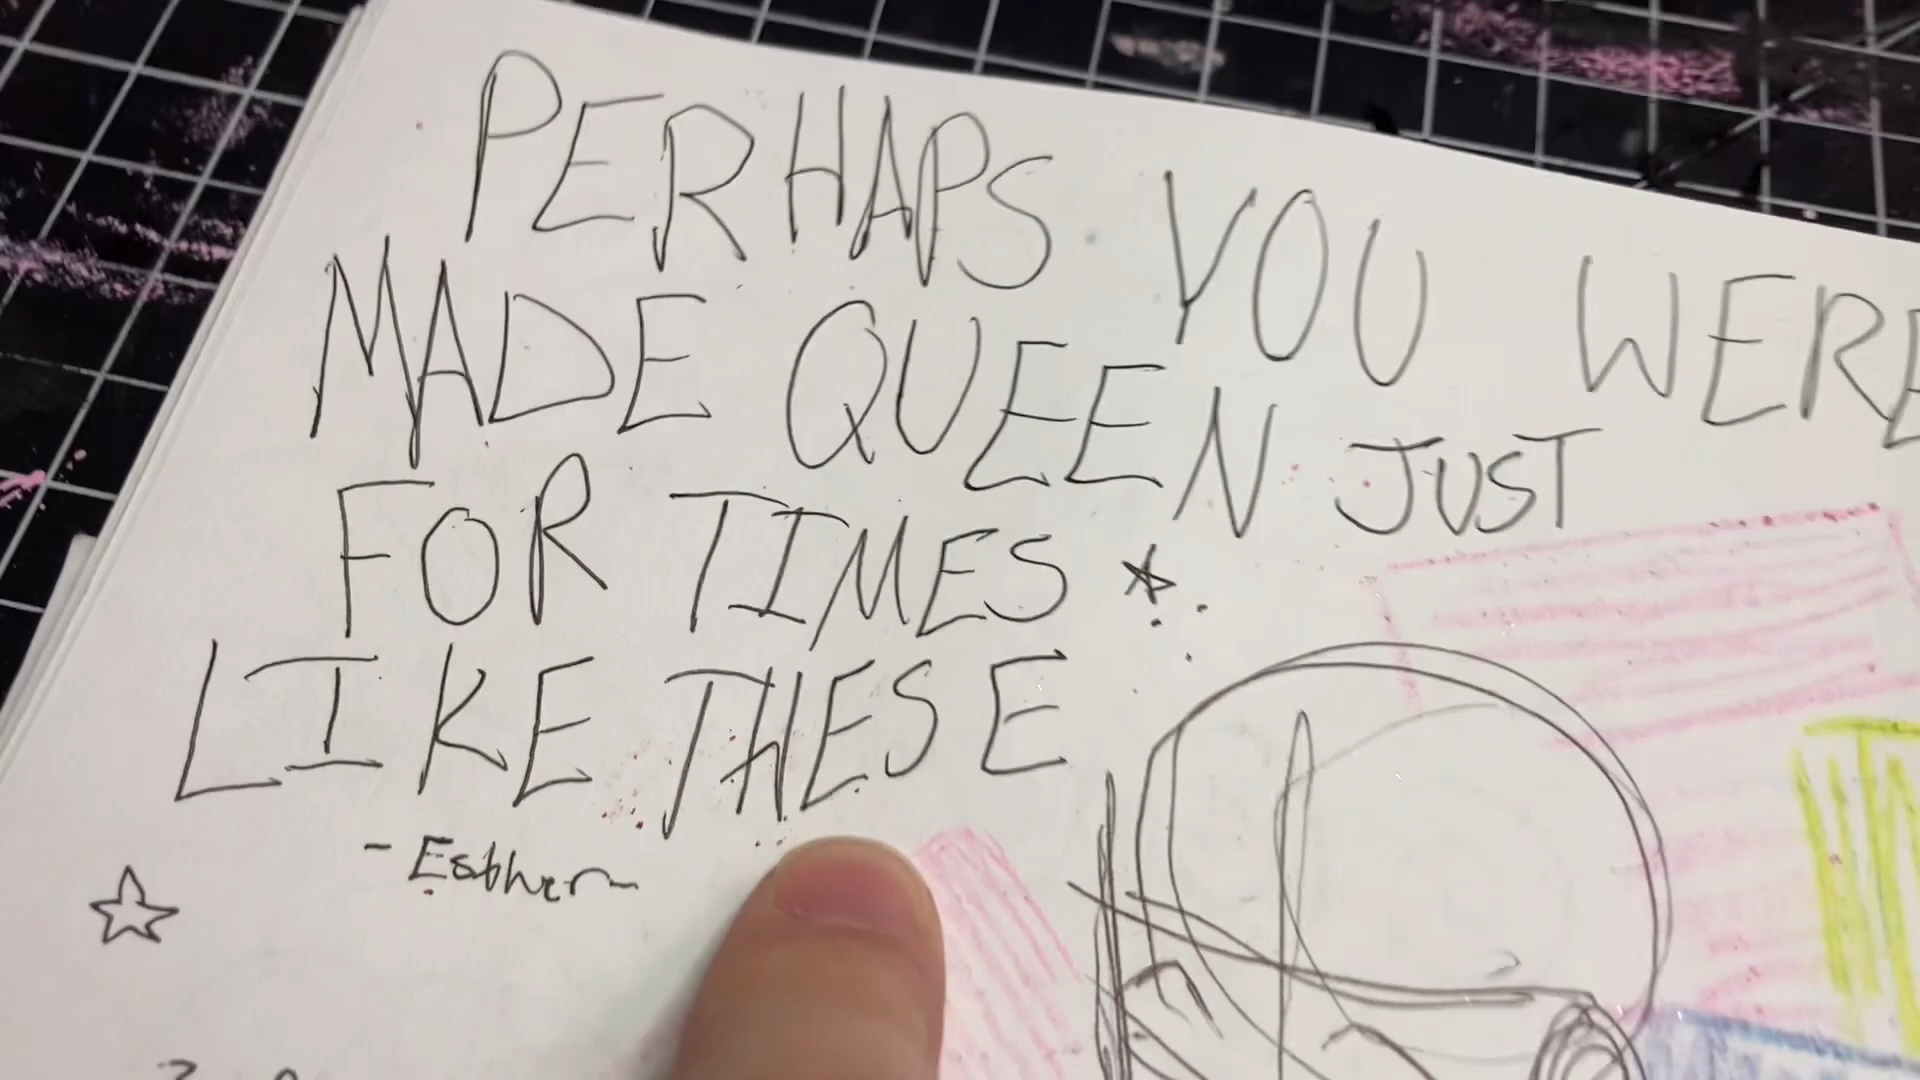 PERHAPS YOU WERE
MADE QUEEN JUST
FOR TIMES
LIKE THESE
- Esther